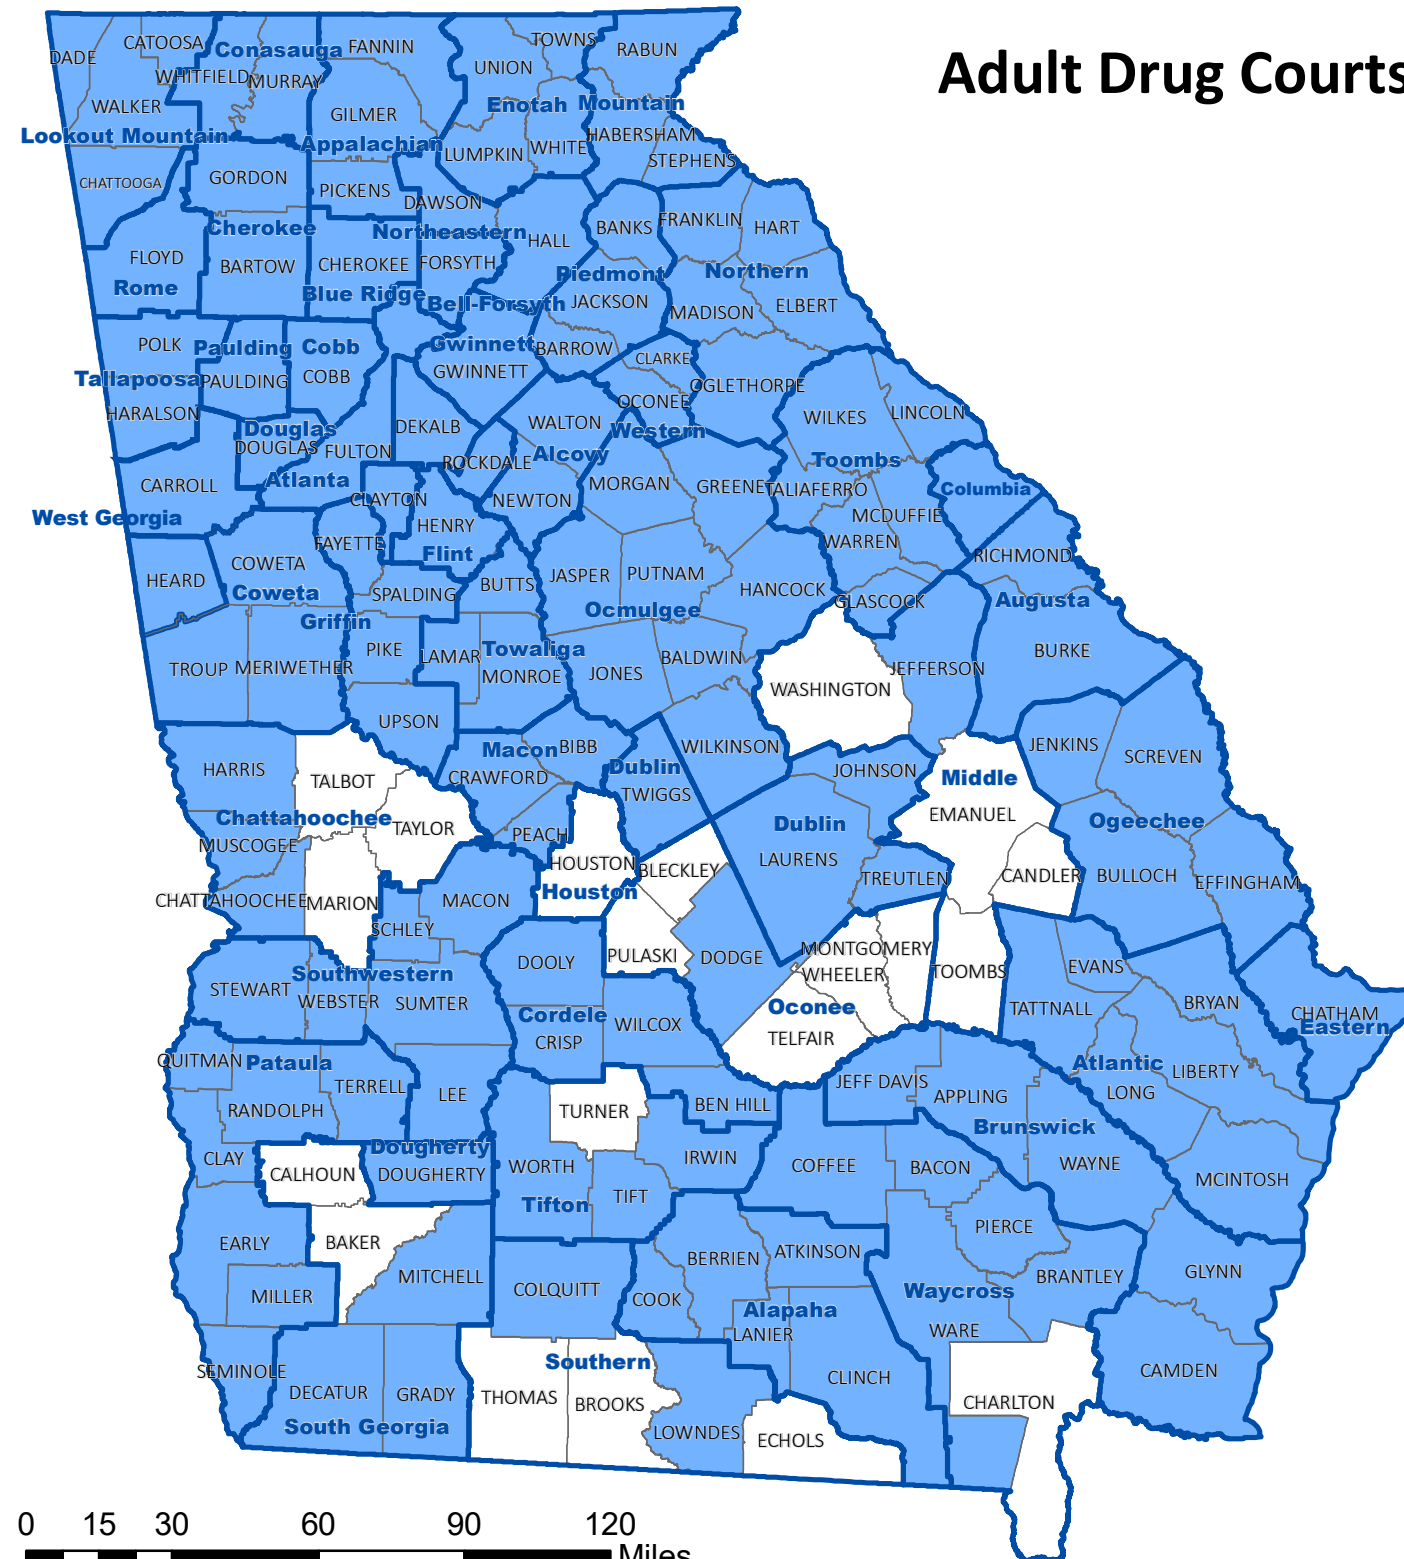 Adult Drug Courts
DADE
CATOOSA
WHITFIELD
Conasauga
MURRAY
FANNIN
UNION
TOWNS
RABUN
WALKER
Lookout Mountain
GILMER
Appalachian
Enotah
Mountain
HABERSHAM
STEPHENS
LUMPKIN
WHITE
CHATTOOGA
GORDON
PICKENS
DAWSON
Cherokee
Northeastern
HALL
BANKS
FRANKLIN
HART
FLOYD
Rome
BARTOW
CHEROKEE
Blue Ridge
FORSYTH
Bell-Forsyth
Piedmont
JACKSON
Northern
MADISON
ELBERT
POLK
Paulding
Cobb
Gwinnett
BARROW
CLARKE
Tallapoosa
PAULDING
COBB
GWINNETT
OGLETHORPE
HARALSON
OCONEE
Douglas
DOUGLAS
FULTON
DEKALB
WALTON
Western
WILKES
LINCOLN
ROCKDALE
Alcovy
Toombs
CARROLL
Atlanta
CLAYTON
NEWTON
MORGAN
GREENE
TALIAFERRO
Columbia
West Georgia
HENRY
MCDUFFIE
FAYETTE
Flint
WARREN
RICHMOND
HEARD
COWETA
Coweta
SPALDING
BUTTS
JASPER
PUTNAM
HANCOCK
GLASCOCK
Augusta
Griffin
Ocmulgee
TROUP
MERIWETHER
PIKE
LAMAR
Towaliga
MONROE
JONES
BALDWIN
WASHINGTON
JEFFERSON
BURKE
UPSON
Macon
BIBB
WILKINSON
JENKINS
SCREVEN
HARRIS
TALBOT
CRAWFORD
Dublin
TWIGGS
JOHNSON
Middle
EMANUEL
Chattahoochee
TAYLOR
PEACH
Dublin
Ogeechee
MUSCOGEE
HOUSTON
BLECKLEY
LAURENS
TREUTLEN
CANDLER
BULLOCH
EFFINGHAM
CHATTAHOOCHEE
MARION
MACON
Houston
SCHLEY
DOOLY
PULASKI
DODGE
MONTGOMERY
WHEELER
TOOMBS
EVANS
STEWART
Southwestern
WEBSTER
SUMTER
Cordele
CRISP
WILCOX
Oconee
TELFAIR
TATTNALL
BRYAN
CHATHAM
Eastern
QUITMAN
Pataula
TERRELL
LEE
JEFF DAVIS
APPLING
Atlantic
LONG
LIBERTY
RANDOLPH
TURNER
BEN HILL
Brunswick
CLAY
CALHOUN
Dougherty
DOUGHERTY
WORTH
IRWIN
COFFEE
BACON
WAYNE
MCINTOSH
Tifton
TIFT
EARLY
BAKER
MITCHELL
BERRIEN
ATKINSON
PIERCE
MILLER
COLQUITT
COOK
Alapaha
Waycross
BRANTLEY
GLYNN
LANIER
WARE
SEMINOLE
DECATUR
GRADY
THOMAS
Southern
BROOKS
CLINCH
CHARLTON
CAMDEN
South Georgia
LOWNDES
ECHOLS
0 15 30 60 90 120
Miles